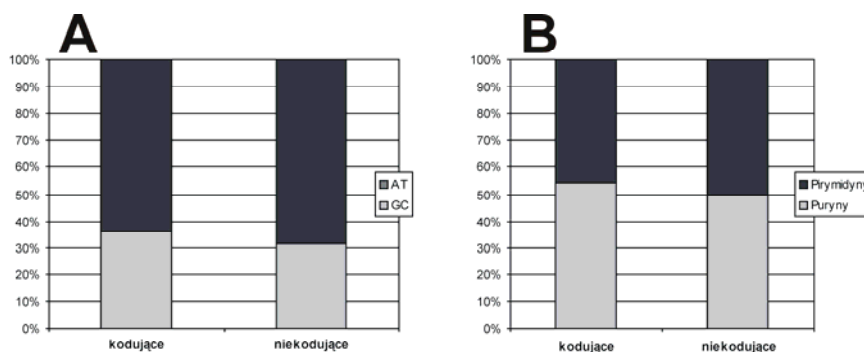 A
100%
90%
80%
70%
60%
50%
40%
30%
20%
10%
0%
kodujące
niekodujące
AT
GC
B
100%
90%
80%
70%
60%
50%
40%
30%
20%
10%
0%
kodujące
niekodujące
Pirymidyny
Puryny